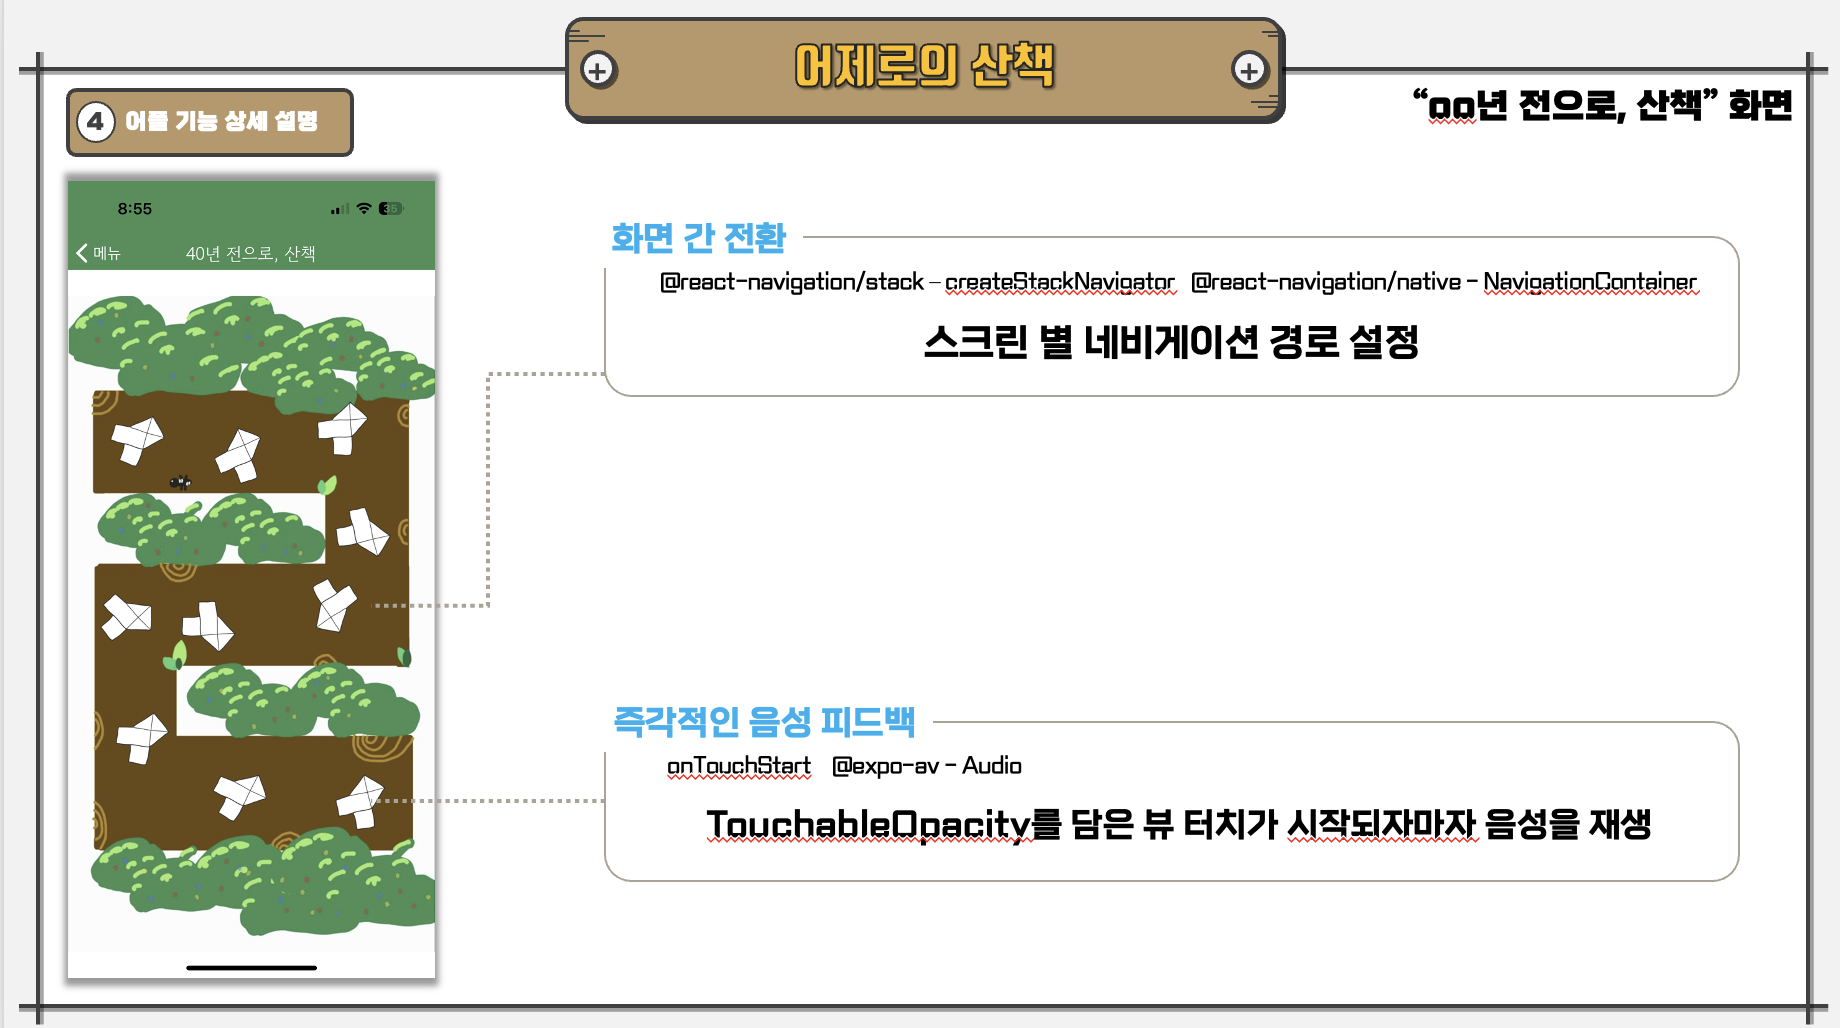 어제로의 산책
4 어플 기능 상세 설명
“oo년 전으로, 산책” 화면
8:55
35
메뉴
40년 전으로, 산책
화면 간 전환
@react-navigation/stack – createStackNavigator @react-navigation/native - NavigationContainer
스크린 별 네비게이션 경로 설정
즉각적인 음성 피드백
onTouchStart @expo-av - Audio
TouchableOpacity를 담은 뷰 터치가 시작되자마자 음성을 재생